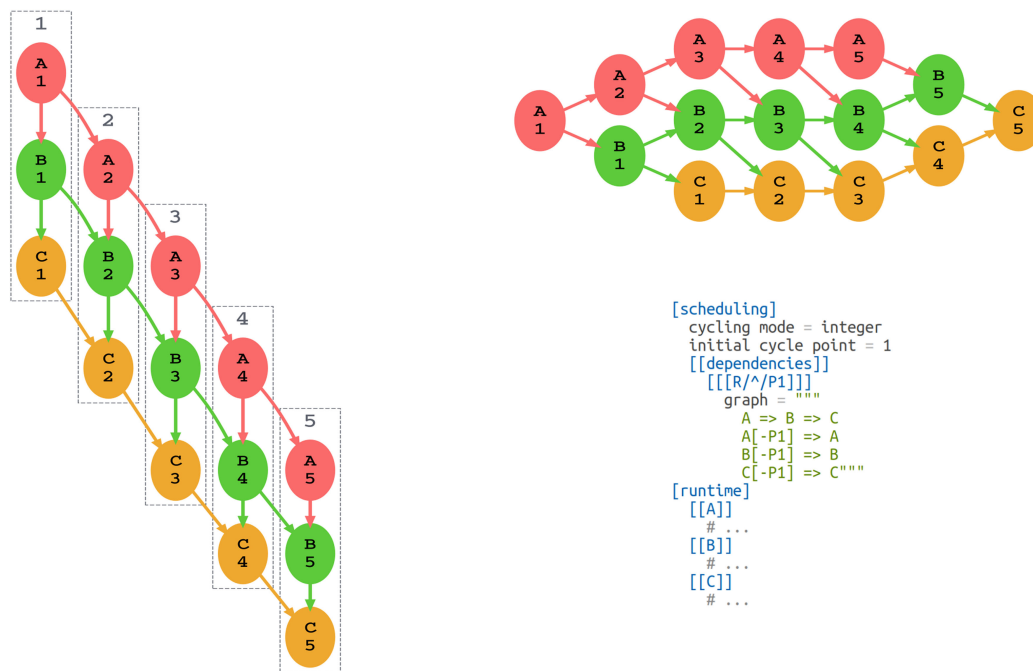 1
A
1
B
1
C
1
2
A
2
B
2
C
2
3
A
3
B
3
C
3
4
A
4
B
4
C
4
5
A
5
B
5
C
5
A
1
A
2
B
1
A
3
B
2
C
1
A
4
B
3
C
2
A
5
B
4
C
3
B
5
C
4
C
5
[scheduling]
cycling mode = integer
initial cycle point = 1
[[dependencies]]
[[[R/^/P1]]]
graph = """
A => B => C
A[-P1] => A
B[-P1] => B
C[-P1] => C"""
[runtime]
[[A]]
# ...
[[B]]
# ...
[[C]]
# ...